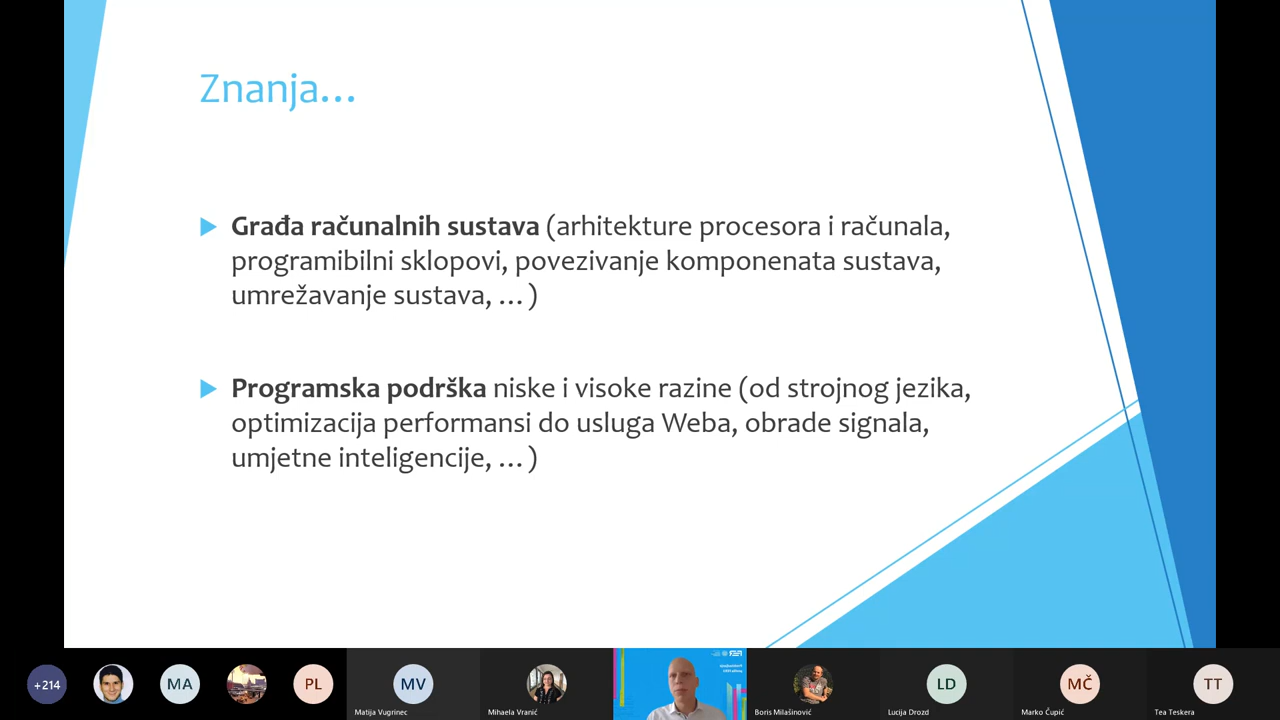 Znanja...
Građa računalnih sustava (arhitekture procesora i računala,
programibilni sklopovi, povezivanje komponenata sustava,
umrežavanje sustava, ... )
Programska podrška niske i visoke razine (od strojnog jezika,
optimizacija performansi do usluga Weba, obrade signala,
umjetne inteligencije, ... )
+214
MA
PL
MV
LD
MČ
TT
Matija Vugrinec
Mihaela Vranić
Boris Milašinović
Lucija Drozd
Marko Čupić
Tea Teskera